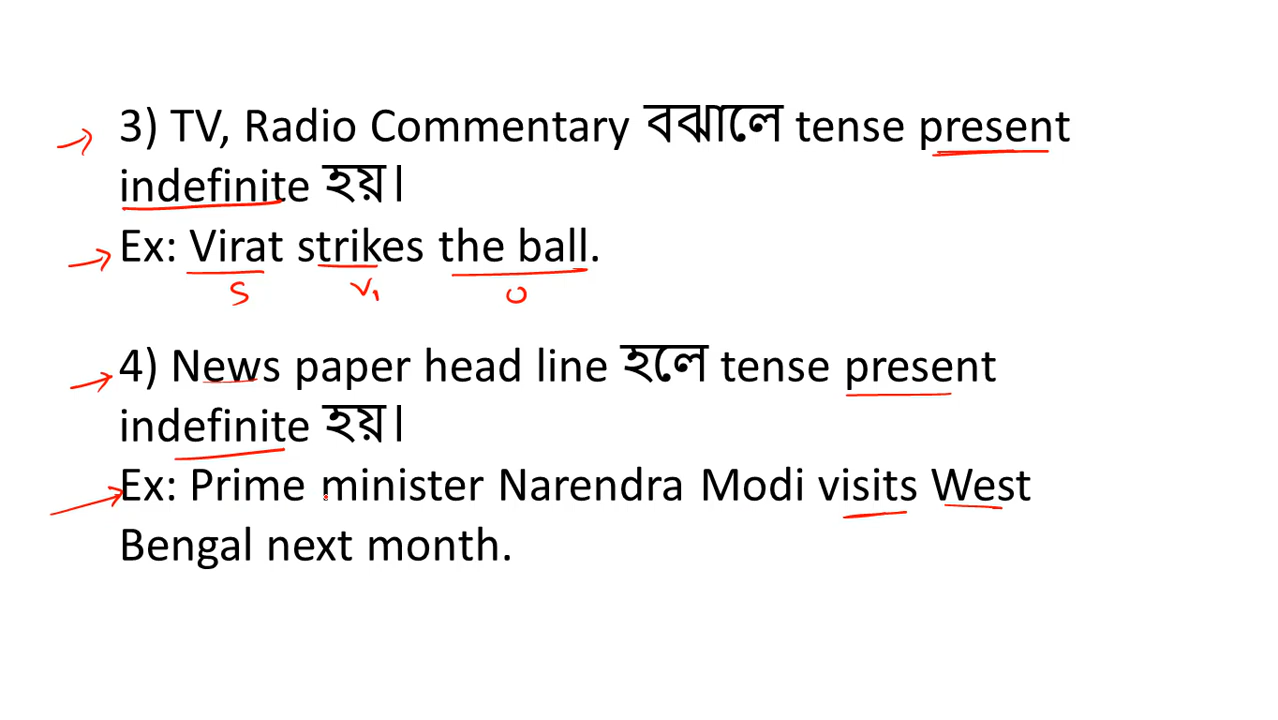 3) TV, Radio Commentary বঝালে tense present
indefinite হয়।
Ex: Virat strikes the ball.
S V1 O
4) News paper head line হলে tense present
indefinite হয়।
Ex: Prime minister Narendra Modi visits West
Bengal next month.